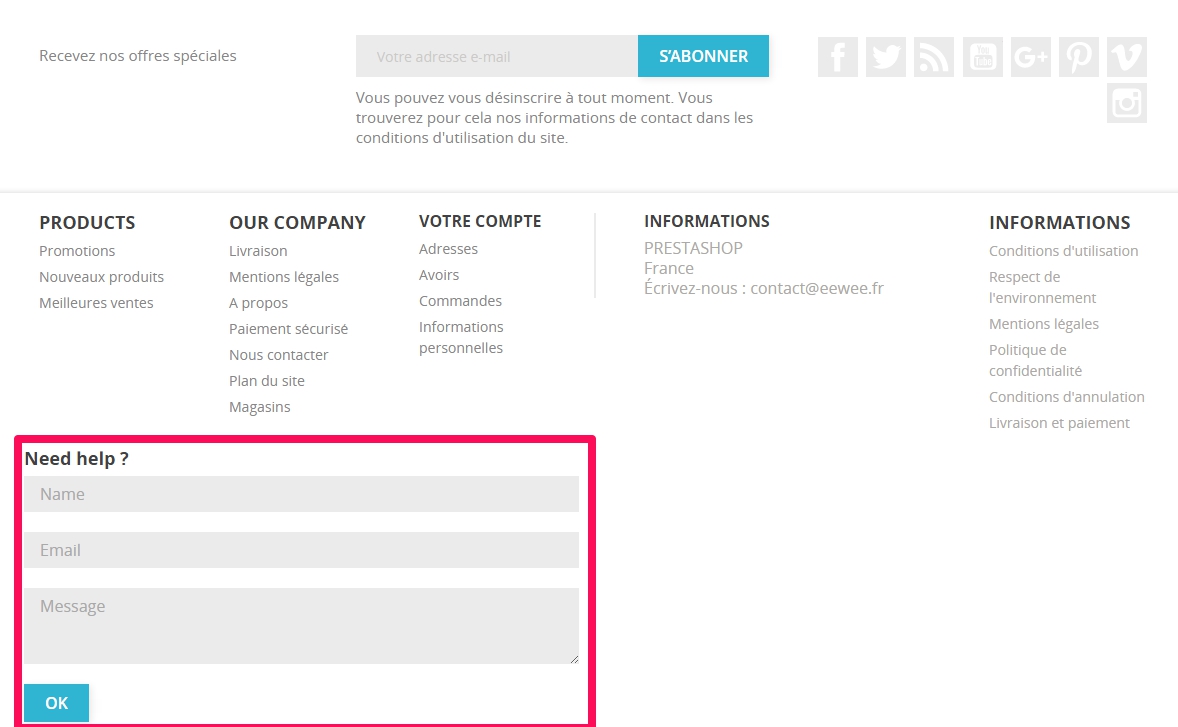 Recevez nos offres spéciales
Votre adresse e-mail
S'ABONNER
Vous pouvez vous désinscrire à tout moment. Vous
trouverez pour cela nos informations de contact dans les
conditions d'utilisation du site.
f
You
Tube
G+
PRODUCTS
Promotions
Nouveaux produits
Meilleures ventes
OUR COMPANY
Livraison
Mentions légales
A propos
Paiement sécurisé
Nous contacter
Plan du site
Magasins
VOTRE COMPTE
Adresses
Avoirs
Commandes
Informations
personnelles
INFORMATIONS
PRESTASHOP
France
Écrivez-nous : contact@eewee.fr
INFORMATIONS
Conditions d'utilisation
Respect de
l'environnement
Mentions légales
Politique de
confidentialité
Conditions d'annulation
Livraison et paiement
Need help ?
Name
Email
Message
OK